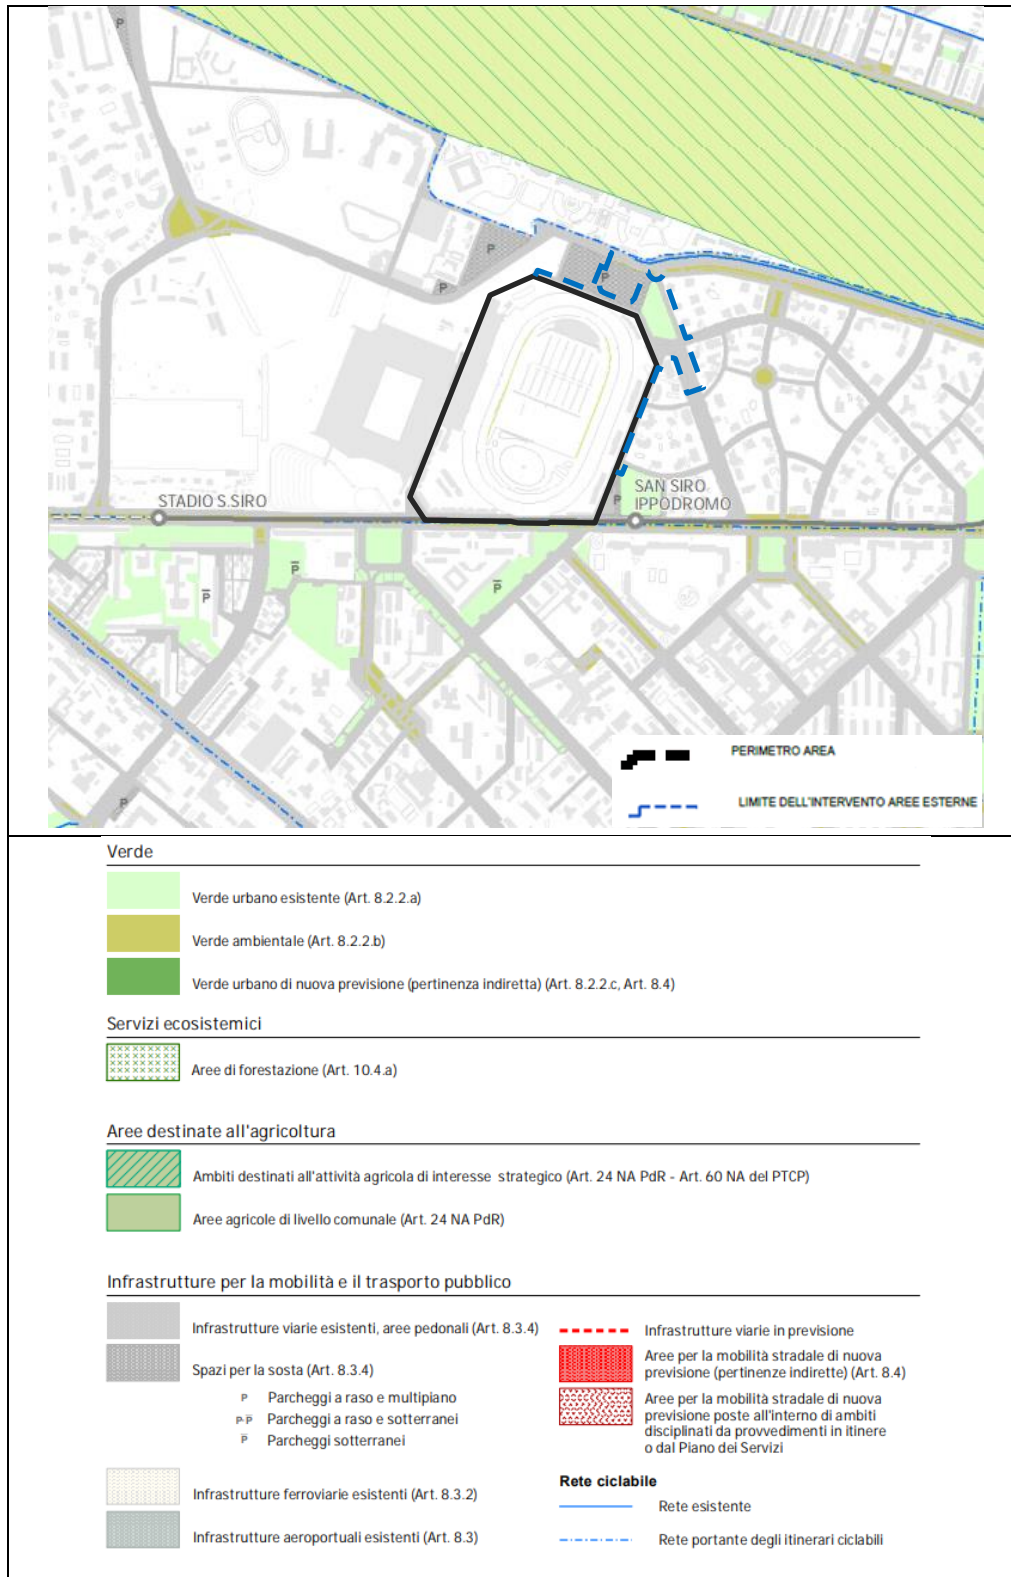 P
P
P
P
STADIO S.SIRO
SAN SIRO
IPPODROMO
P
P
P
P
P
PERIMETRO AREA
LIMITE DELL'INTERVENTO AREE ESTERNE
Verde
Verde urbano esistente (Art. 8.2.2.a)
Verde ambientale (Art. 8.2.2.b)
Verde urbano di nuova previsione (pertinenza indiretta) (Art. 8.2.2.c, Art. 8.4)
Servizi ecosistemici
Aree di forestazione (Art. 10.4.a)
Aree destinate all'agricoltura
Ambiti destinati all'attività agricola di interesse strategico (Art. 24 NA PdR - Art. 60 NA del PTCP)
Aree agricole di livello comunale (Art. 24 NA PdR)
Infrastrutture per la mobilità e il trasporto pubblico
Infrastrutture viarie esistenti, aree pedonali (Art. 8.3.4)
Spazi per la sosta (Art. 8.3.4)
P Parcheggi a raso e multipiano
P-P Parcheggi a raso e sotterranei
P Parcheggi sotterranei
Infrastrutture ferroviarie esistenti (Art. 8.3.2)
Infrastrutture aeroportuali esistenti (Art. 8.3)
Infrastrutture viarie in previsione
Aree per la mobilità stradale di nuova
previsione (pertinenze indirette) (Art. 8.4)
Aree per la mobilità stradale di nuova
previsione poste all'interno di ambiti
disciplinati da provvedimenti in itinere
o dal Piano dei Servizi
Rete ciclabile
Rete esistente
Rete portante degli itinerari ciclabili